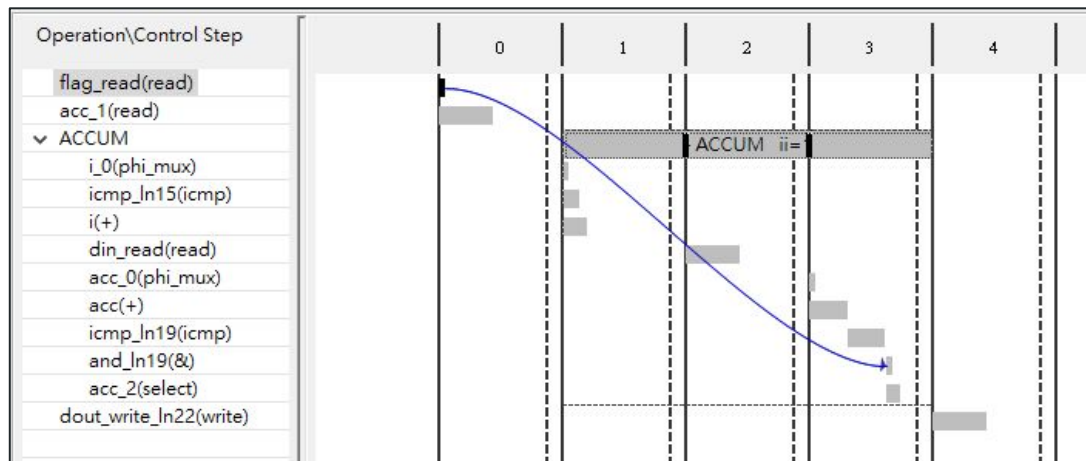 Operation\Control Step 0 1 2 3 4
flag_read(read)
acc_1(read)
ACCUM ACCUM ii=
i_0(phi_mux)
icmp_ln15(icmp)
i(+)
din_read(read)
acc_0(phi_mux)
acc(+)
icmp_ln19(icmp)
and_ln19(&)
acc_2(select)
dout_write_ln22(write)